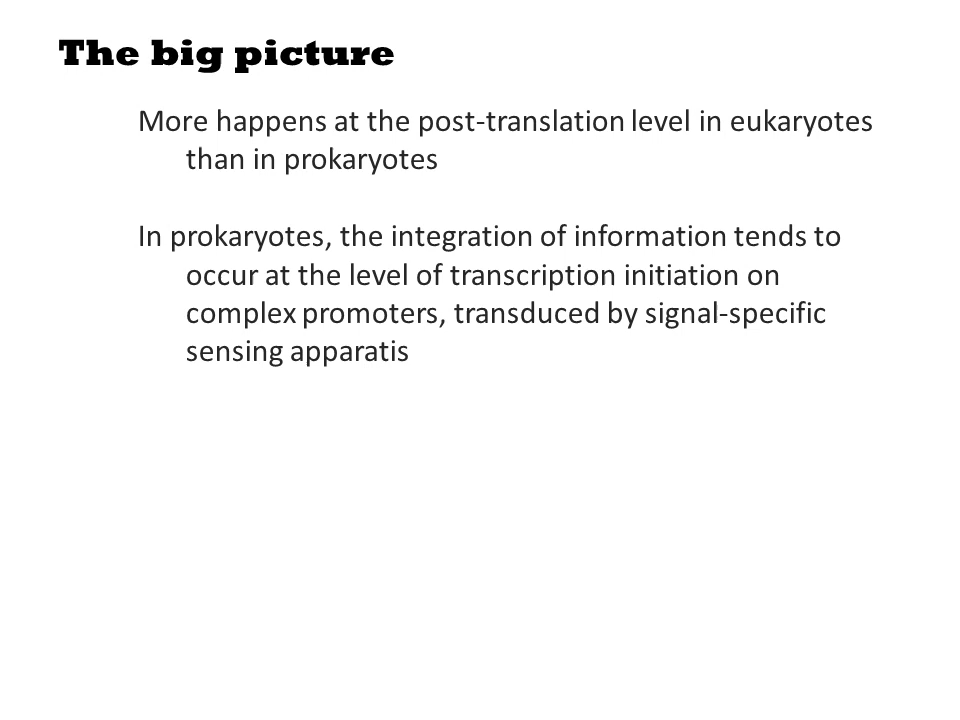 The big picture
More happens at the post-translation level in eukaryotes
than in prokaryotes
In prokaryotes, the integration of information tends to
occur at the level of transcription initiation on
complex promoters, transduced by signal-specific
sensing apparatis